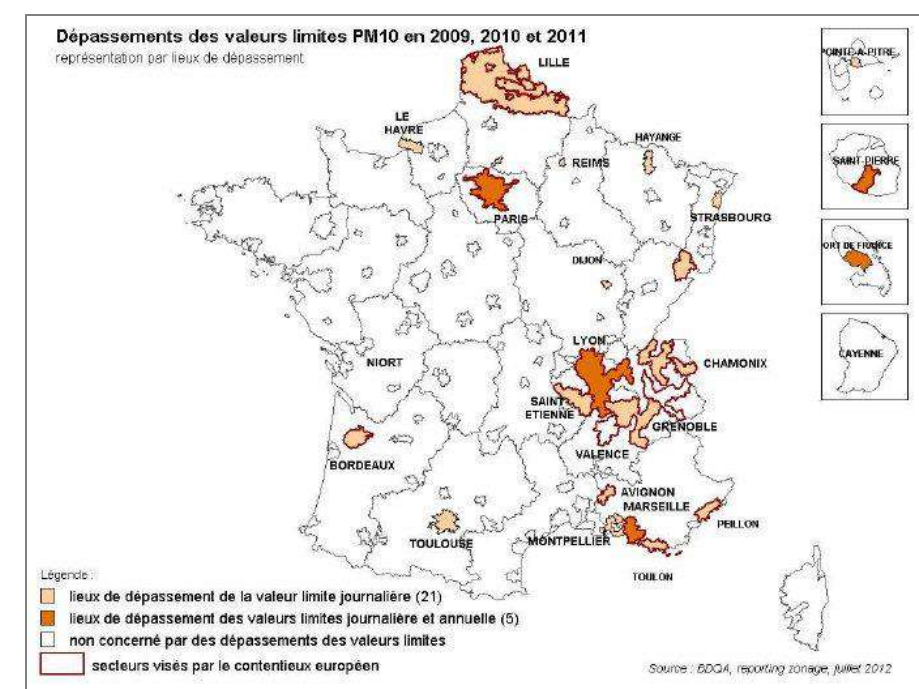 Dépassements des valeurs limites PM10 en 2009, 2010 et 2011
représentation par lieux de dépassement
LILLE
POINTE-A-PITRE
LE
HAVRE
HAYANGE
REIMS
SAINT-PIERRE
PARIS
STRASBOURG
DIJON
FORT DE FRANCE
LYON
CHAMONIX
CAYENNE
NIORT
SAINT
ETIENNE
GRENOBLE
VALENCE
BORDEAUX
AVIGNON
MARSEILLE
PEILLON
TOULOUSE
MONTPELLIER
TOULON
Légende :
lieux de dépassement de la valeur limite journalière (21)
lieux de dépassement des valeurs limites journalière et annuelle (5)
non concerné par des dépassements des valeurs limites
secteurs visés par le contentieux européen
Source : BDQA, reporting zonage, juillet 2012